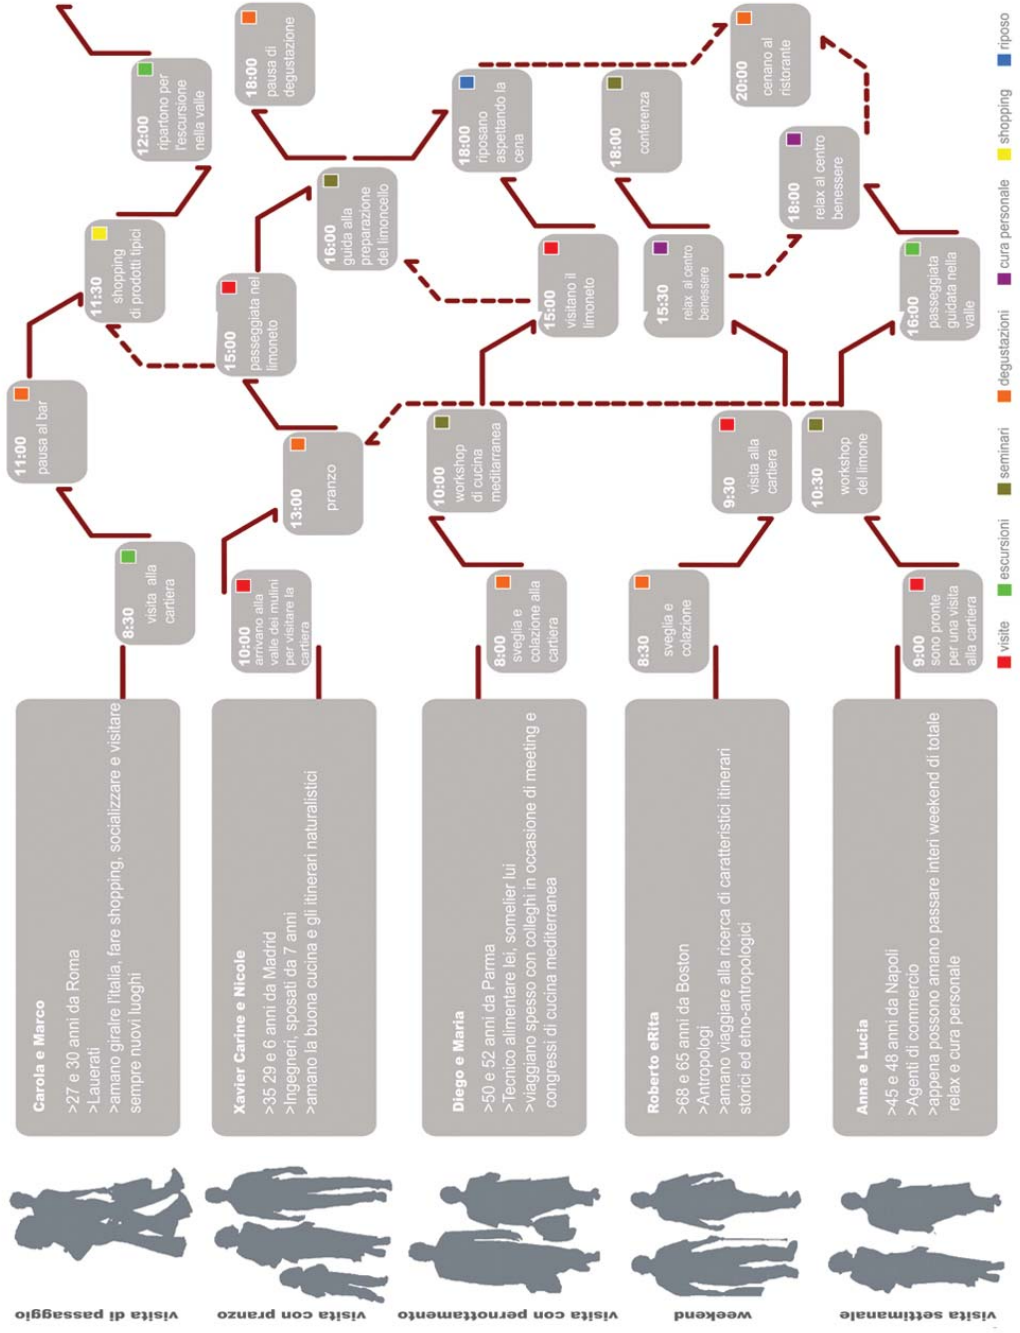 visita di passaggio
Carola e Marco
>27 e 30 anni da Roma
>Lauerati
>amano giralre l'italia, fare shopping, socializzare e visitare
sempre nuovi luoghi
8:30
visita alla
cartiera
11:00
pausa al bar
11:30
shopping
di prodotti tipici
12:00
ripartono per
l'escursione
nella valle
visita con pranzo
Xavier Carine e Nicole
>35 29 e 6 anni da Madrid
>Ingegneri, sposati da 7 anni
>amano la buona cucina e gli itinerari naturalistici
10:00
arrivano alla
valle dei mulini
per visitare la
cartiera
13:00
pranzo
15:00
passeggiata nel
limoneto
16:00
guida alla
preparazione
del limoncello
18:00
pausa di
degustazione
visita con pernottamento
Diego e Maria
>50 e 52 anni da Parma
>Tecnico alimentare lei, somelier lui
>viaggiano spesso con colleghi in occasione di meeting e
congressi di cucina mediterranea
8:00
sveglia e
colazione alla
cartiera
10:00
workshop
di cucina
meditarranea
15:00
visitano il
limoneto
18:00
riposano
aspettando la
cena
weekend
Roberto eRita
>68 e 65 anni da Boston
>Antropologi
>amano viaggiare alla ricerca di caratteristici itinerari
storici ed etno-antropologici
8:30
sveglia e
colazione
9:30
visita alla
cartiera
15:30
relax al centro
benessere
18:00
conferenza
20:00
cenano al
ristorante
visita settimanale
Anna e Lucia
>45 e 48 anni da Napoli
>Agenti di commercio
>appena possono amano passare interi weekend di totale
relax e cura personale
9:00
sono pronte
per una visita
alla cartiera
10:30
workshop
del limone
16:00
passeggiata
guidata nella
valle
18:00
relax al centro
benessere
visite
escursioni
seminari
degustazioni
cura personale
shopping
riposo